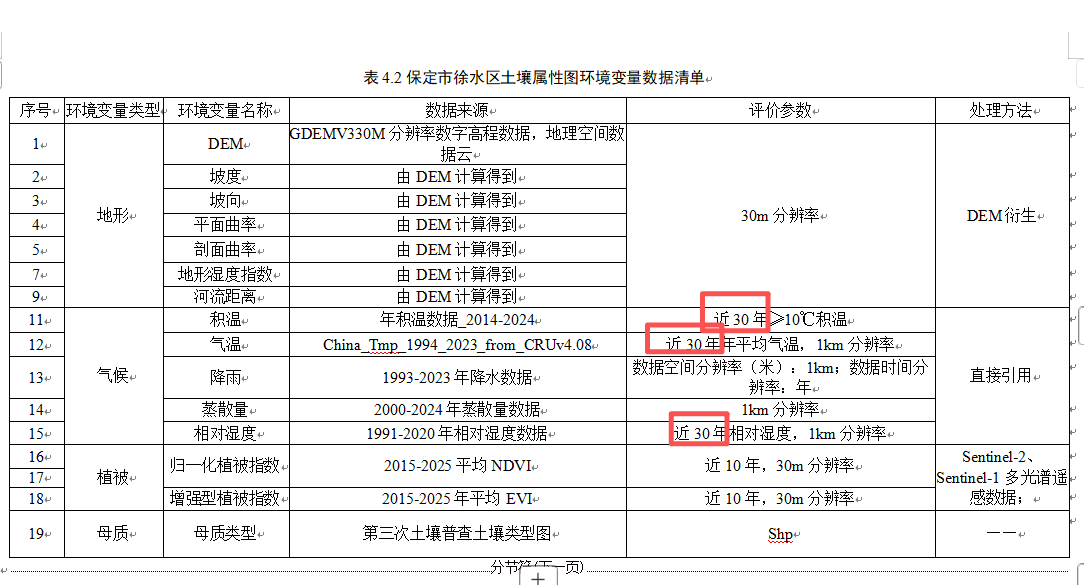 表 4.2 保定市徐水区土壤属性图环境变量数据清单
序号 环境变量类型 环境变量名称 数据来源 评价参数 处理方法
1 地形 DEM GDEMV330M 分辨率数字高程数据，地理空间数
据云 30m 分辨率 DEM 衍生
2 坡度 由 DEM 计算得到
3 坡向 由 DEM 计算得到
4 平面曲率 由 DEM 计算得到
5 剖面曲率 由 DEM 计算得到
7 地形湿度指数 由 DEM 计算得到
9 河流距离 由 DEM 计算得到
11 气候 积温 年积温数据_2014-2024 近 30 年≥10℃积温 直接引用
12 气温 China_Tmp_1994_2023_from_CRUv4.08 近 30 年年平均气温，1km 分辨率
13 降雨 1993-2023 年降水数据 数据空间分辨率（米）：1km；数据时间分
辨率：年
14 蒸散量 2000-2024 年蒸散量数据 1km 分辨率
15 相对湿度 1991-2020 年相对湿度数据 近 30 年相对湿度，1km 分辨率
16 植被 归一化植被指数 2015-2025 平均 NDVI 近 10 年，30m 分辨率 Sentinel-2、
17 Sentinel-1 多光谱遥
18 增强型植被指数 2015-2025 年平均 EVI 近 10 年，30m 分辨率 感数据；
19 母质 母质类型 第三次土壤普查土壤类型图 Shp ——
分节符(下一页)